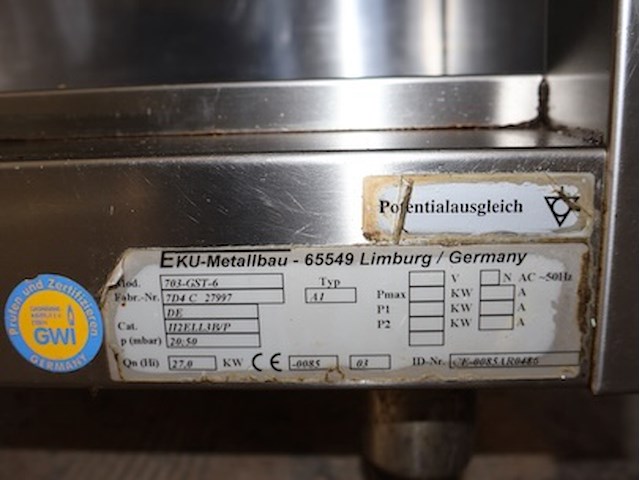 Potentialausgleich
EKU-Metallbau - 65549 Limburg / Germany
Mod. 703-GST-6 Typ V N AC ~50Hz
Fabr.-Nr. 7D4 C 27997 A1 Pmax KW A
DE P1 KW A
Cat. II2ELL3B/P P2
p (mbar) 20;50
Qn (Hi) 27.0 KW CE -0085 03 ID-Nr. CE-0085AR0486
Prüfen und Zertifizieren
GWI
GERMANY